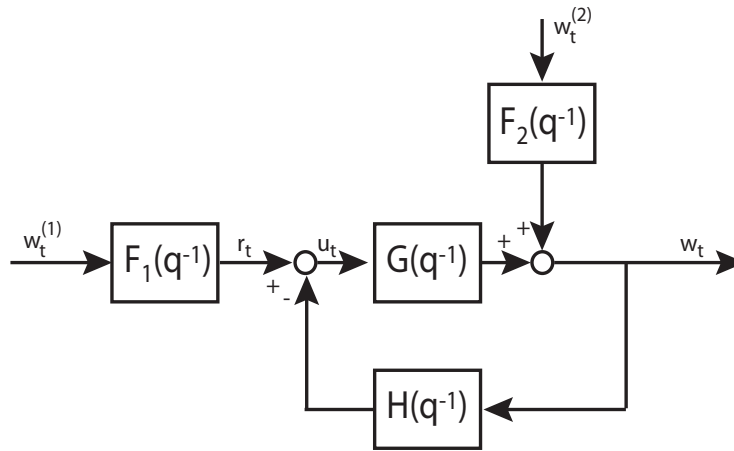 w_t^(2)
F_2(q^-1)
w_t^(1)
F_1(q^-1)
r_t
+
-
u_t
G(q^-1)
+
+
w_t
H(q^-1)